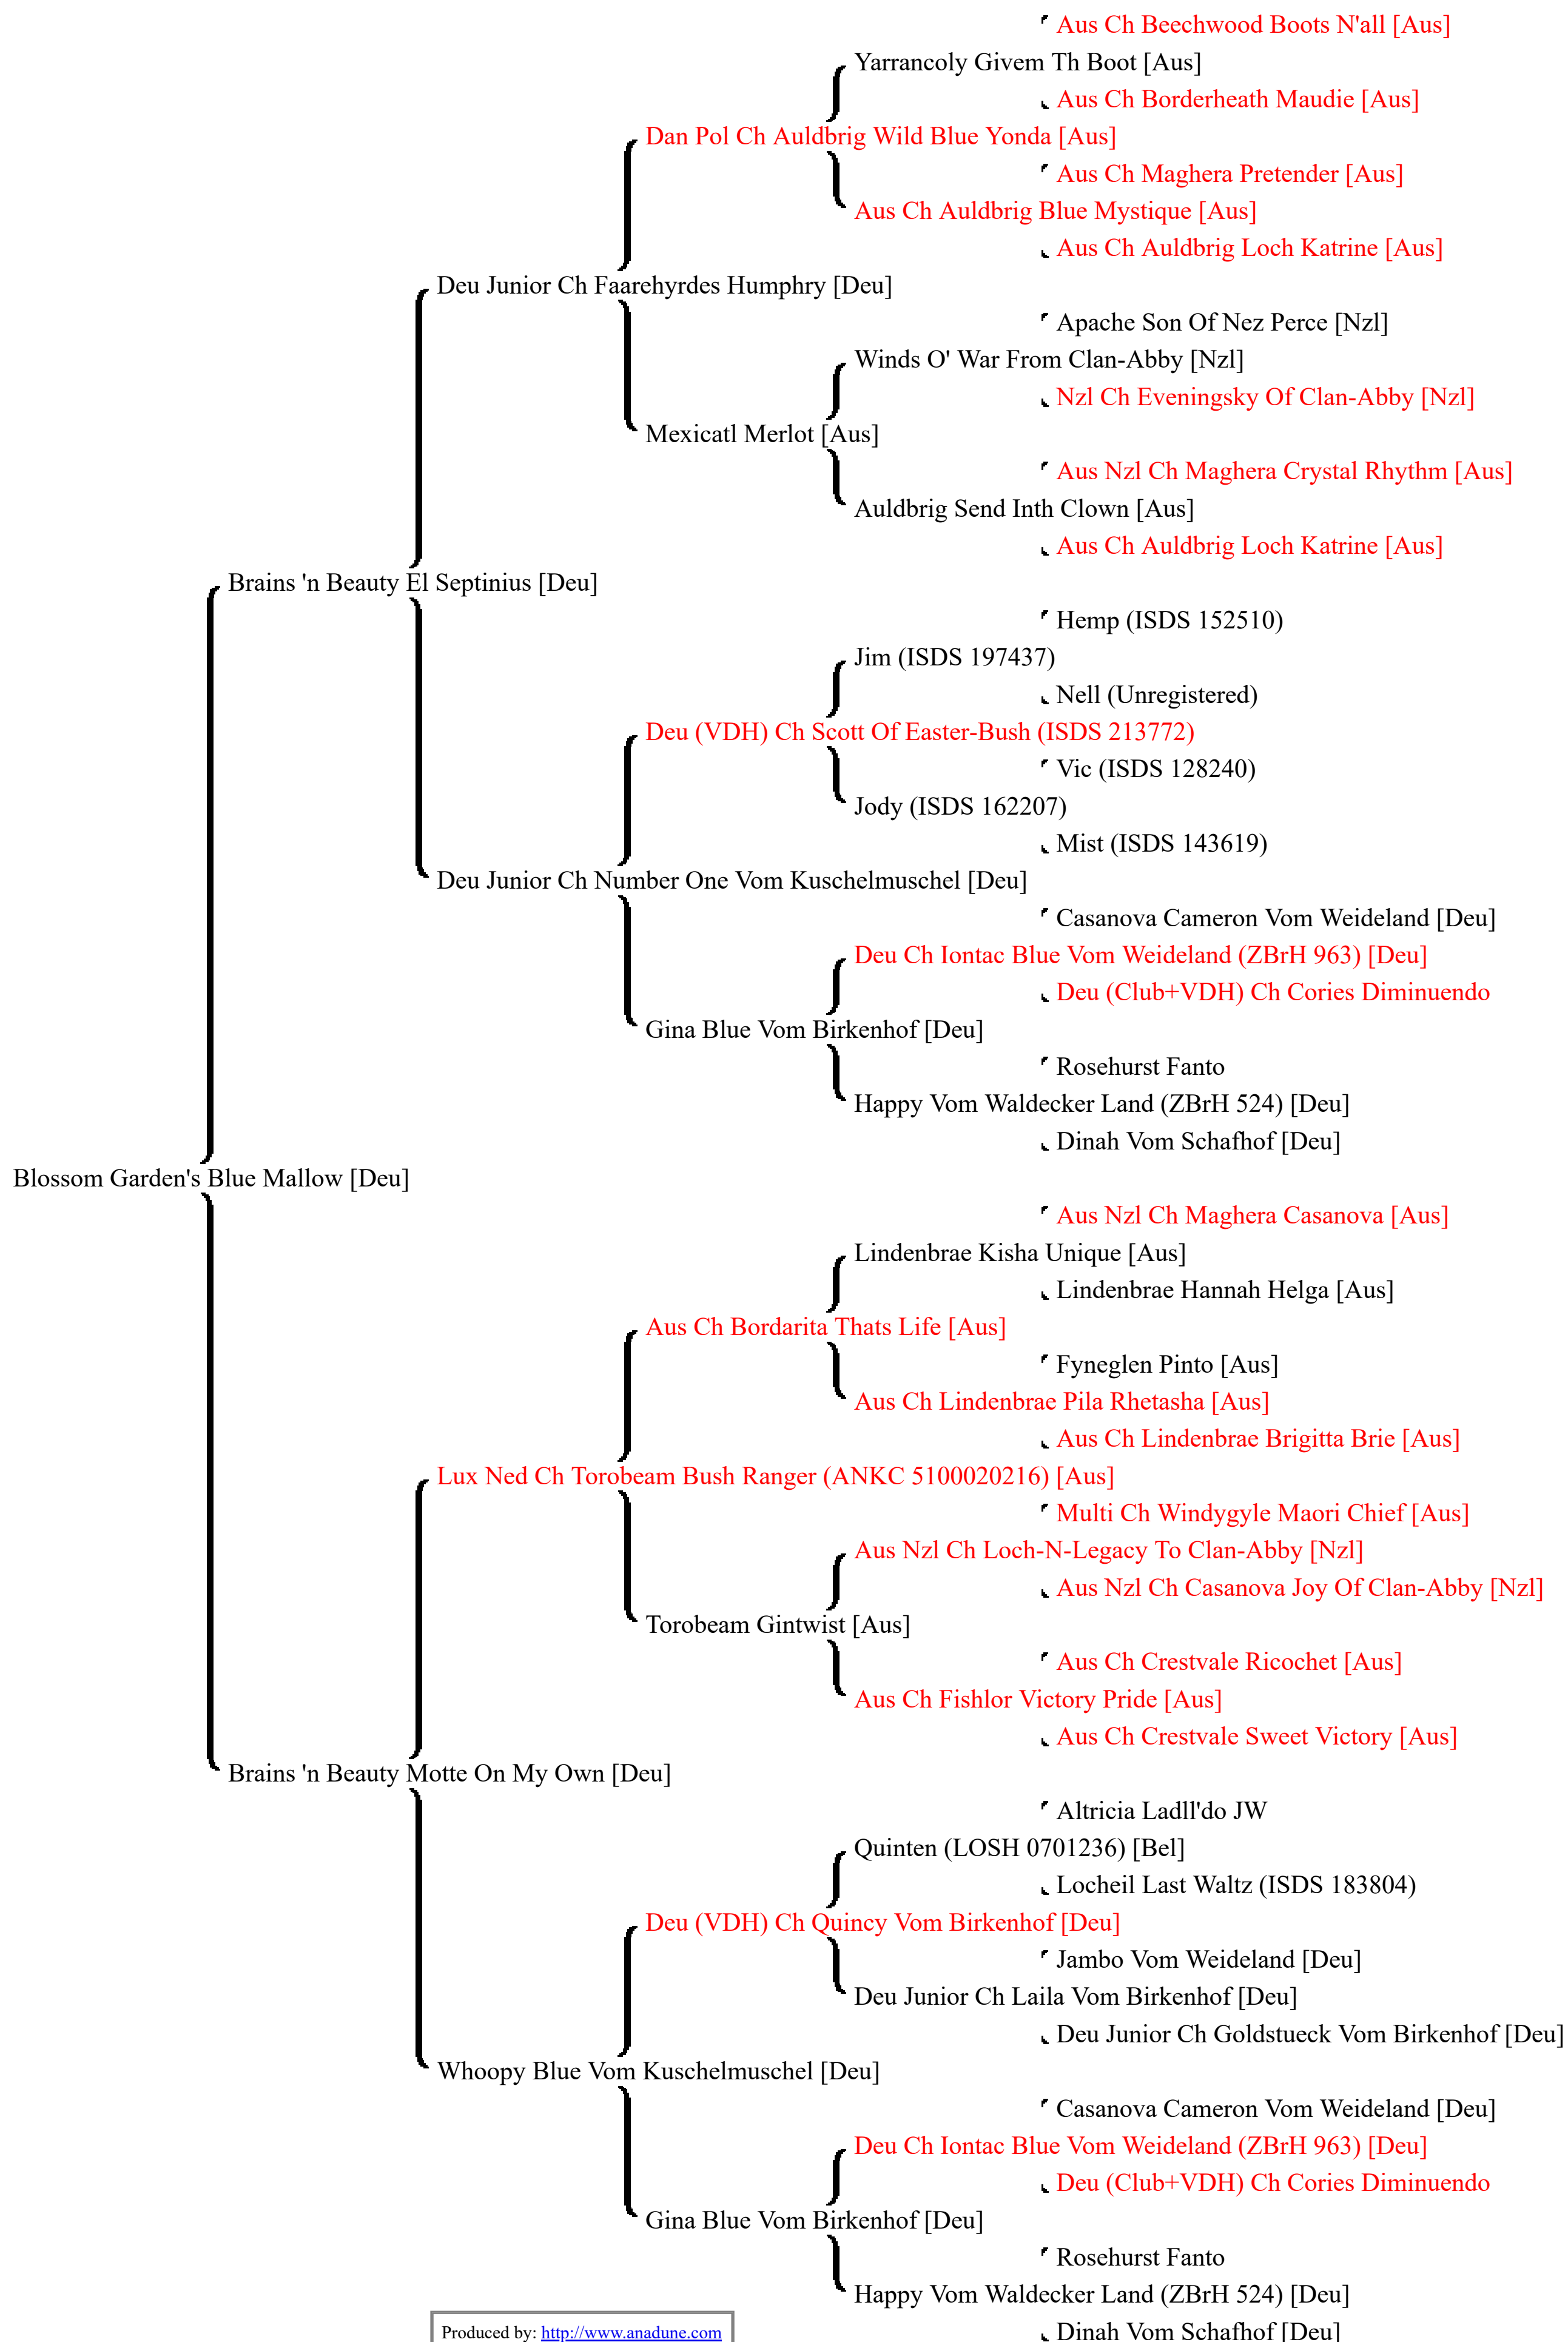 Aus Ch Beechwood Boots N'all [Aus]
Yarrancoly Givem Th Boot [Aus]
Aus Ch Borderheath Maudie [Aus]
Dan Pol Ch Auldbrig Wild Blue Yonda [Aus]
Aus Ch Maghera Pretender [Aus]
Aus Ch Auldbrig Blue Mystique [Aus]
Aus Ch Auldbrig Loch Katrine [Aus]
Deu Junior Ch Faarehyrdes Humphry [Deu]
Apache Son Of Nez Perce [Nzl]
Winds O' War From Clan-Abby [Nzl]
Nzl Ch Eveningsky Of Clan-Abby [Nzl]
Mexicatl Merlot [Aus]
Aus Nzl Ch Maghera Crystal Rhythm [Aus]
Auldbrig Send Inth Clown [Aus]
Aus Ch Auldbrig Loch Katrine [Aus]
Brains 'n Beauty El Septinius [Deu]
Hemp (ISDS 152510)
Jim (ISDS 197437)
Nell (Unregistered)
Deu (VDH) Ch Scott Of Easter-Bush (ISDS 213772)
Vic (ISDS 128240)
Jody (ISDS 162207)
Mist (ISDS 143619)
Deu Junior Ch Number One Vom Kuschelmuschel [Deu]
Casanova Cameron Vom Weideland [Deu]
Deu Ch Iontac Blue Vom Weideland (ZBrH 963) [Deu]
Deu (Club+VDH) Ch Cories Diminuendo
Gina Blue Vom Birkenhof [Deu]
Rosehurst Fanto
Happy Vom Waldecker Land (ZBrH 524) [Deu]
Dinah Vom Schafhof [Deu]
Blossom Garden's Blue Mallow [Deu]
Aus Nzl Ch Maghera Casanova [Aus]
Lindenbrae Kisha Unique [Aus]
Lindenbrae Hannah Helga [Aus]
Aus Ch Bordarita Thats Life [Aus]
Fyneglen Pinto [Aus]
Aus Ch Lindenbrae Pila Rhetasha [Aus]
Aus Ch Lindenbrae Brigitta Brie [Aus]
Lux Ned Ch Torobeam Bush Ranger (ANKC 5100020216) [Aus]
Multi Ch Windygyle Maori Chief [Aus]
Aus Nzl Ch Loch-N-Legacy To Clan-Abby [Nzl]
Aus Nzl Ch Casanova Joy Of Clan-Abby [Nzl]
Torobeam Gintwist [Aus]
Aus Ch Crestvale Ricochet [Aus]
Aus Ch Fishlor Victory Pride [Aus]
Aus Ch Crestvale Sweet Victory [Aus]
Brains 'n Beauty Motte On My Own [Deu]
Altricia Ladll'do JW
Quinten (LOSH 0701236) [Bel]
Locheil Last Waltz (ISDS 183804)
Deu (VDH) Ch Quincy Vom Birkenhof [Deu]
Jambo Vom Weideland [Deu]
Deu Junior Ch Laila Vom Birkenhof [Deu]
Deu Junior Ch Goldstueck Vom Birkenhof [Deu]
Whoopy Blue Vom Kuschelmuschel [Deu]
Casanova Cameron Vom Weideland [Deu]
Deu Ch Iontac Blue Vom Weideland (ZBrH 963) [Deu]
Deu (Club+VDH) Ch Cories Diminuendo
Gina Blue Vom Birkenhof [Deu]
Rosehurst Fanto
Happy Vom Waldecker Land (ZBrH 524) [Deu]
Dinah Vom Schafhof [Deu]
Produced by: http://www.anadune.com